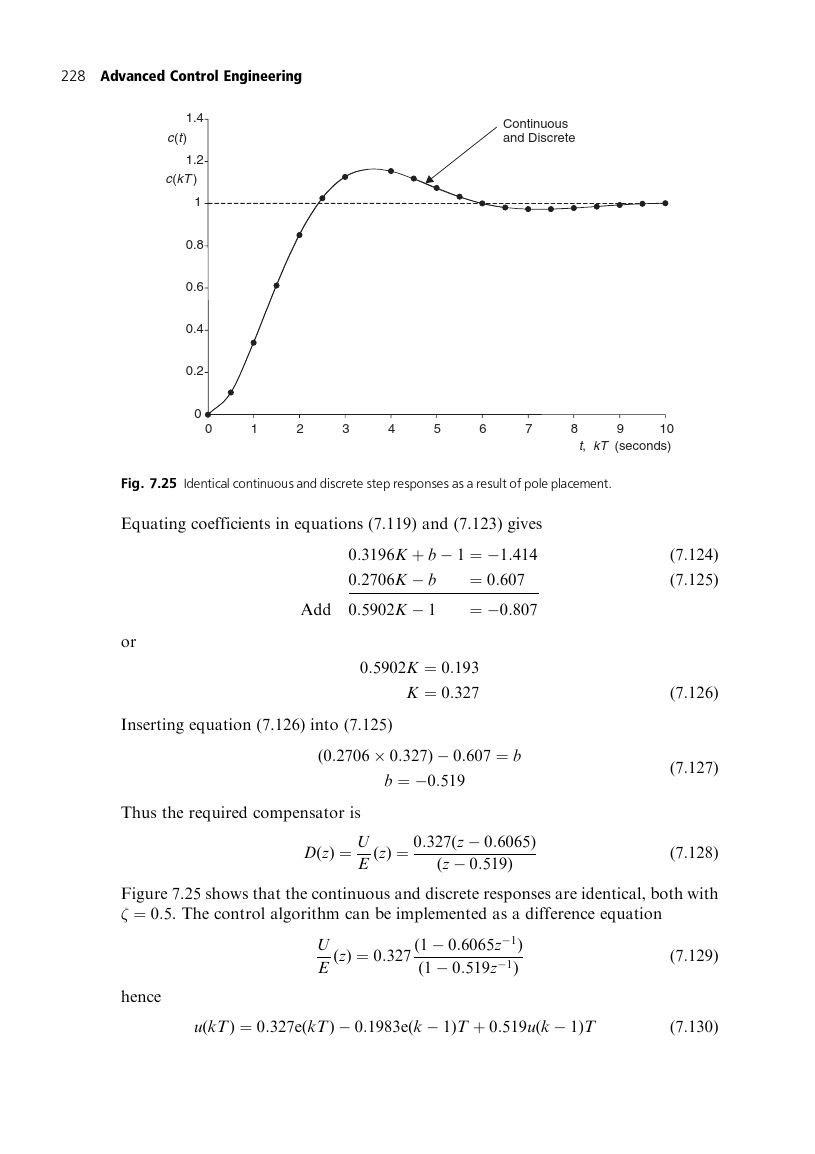 228 Advanced Control Engineering
1.4
c(t)
1.2
c(kT)
1
0.8
0.6
0.4
0.2
0
Continuous
and Discrete
0 1 2 3 4 5 6 7 8 9 10
t, kT (seconds)
Fig. 7.25 Identical continuous and discrete step responses as a result of pole placement.
Equating coefficients in equations (7.119) and (7.123) gives
0.3196K + b − 1 = −1.414 (7.124)
0.2706K − b = 0.607 (7.125)
Add 0.5902K − 1 = −0.807
or
0.5902K = 0.193
K = 0.327 (7.126)
Inserting equation (7.126) into (7.125)
(0.2706 × 0.327) − 0.607 = b
b = −0.519 (7.127)
Thus the required compensator is
D(z) = U/E (z) = 0.327(z − 0.6065)/(z − 0.519) (7.128)
Figure 7.25 shows that the continuous and discrete responses are identical, both with
ζ = 0.5. The control algorithm can be implemented as a difference equation
U/E (z) = 0.327 (1 − 0.6065z⁻¹)/(1 − 0.519z⁻¹) (7.129)
hence
u(kT) = 0.327e(kT) − 0.1983e(k − 1)T + 0.519u(k − 1)T (7.130)